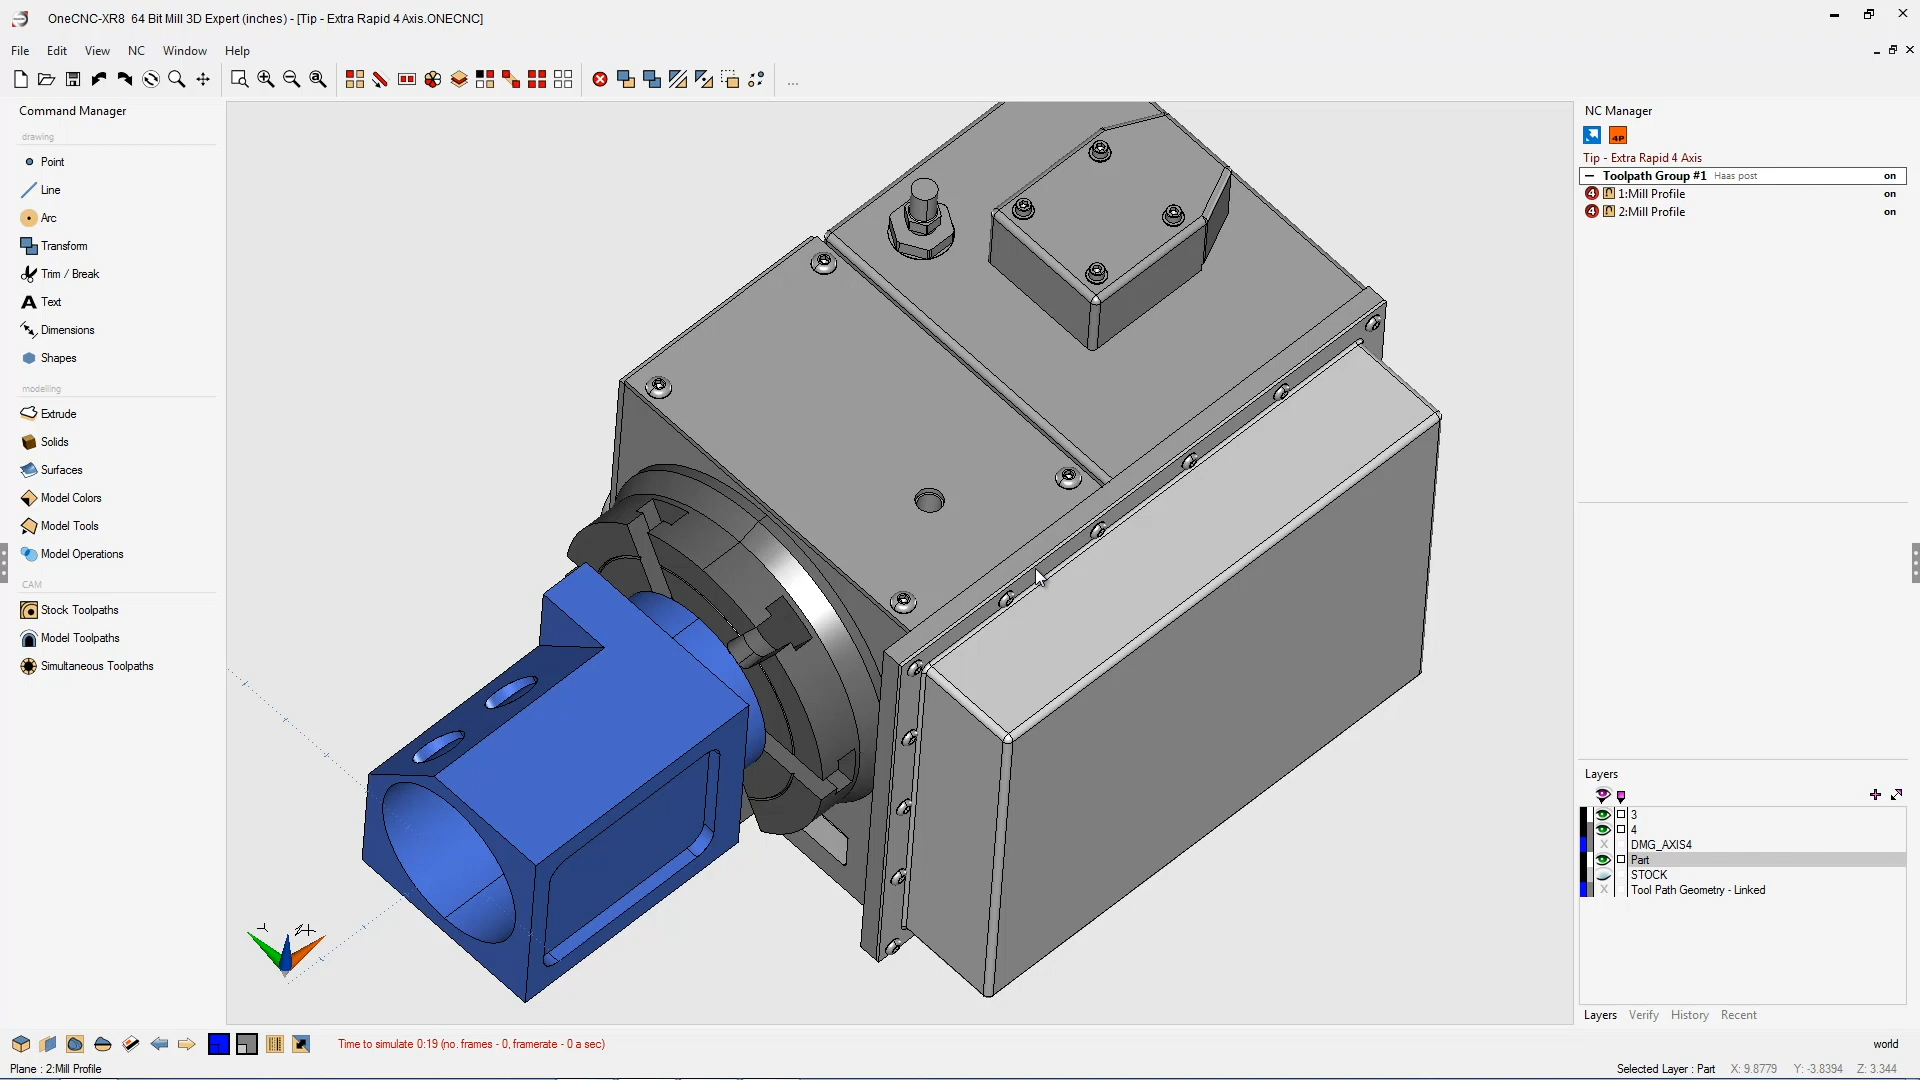 OneCNC-XR8 64 Bit Mill 3D Expert (inches) - [Tip - Extra Rapid 4 Axis.ONECNC]
File Edit View NC Window Help
...
Command Manager
drawing
Point
Line
Arc
Transform
Trim / Break
Text
Dimensions
Shapes
modelling
Extrude
Solids
Surfaces
Model Colors
Model Tools
Model Operations
CAM
Stock Toolpaths
Model Toolpaths
Simultaneous Toolpaths
NC Manager
4P
Tip - Extra Rapid 4 Axis
Toolpath Group #1 Haas post on
4 1:Mill Profile on
4 2:Mill Profile on
Layers
3
4
X DMG_AXIS4
Part
STOCK
X Tool Path Geometry - Linked
Layers Verify History Recent
Time to simulate 0:19 (no. frames - 0, framerate - 0 a sec)
world
Plane : 2:Mill Profile
Selected Layer : Part X: 9.8779 Y: -3.8394 Z: 3.344